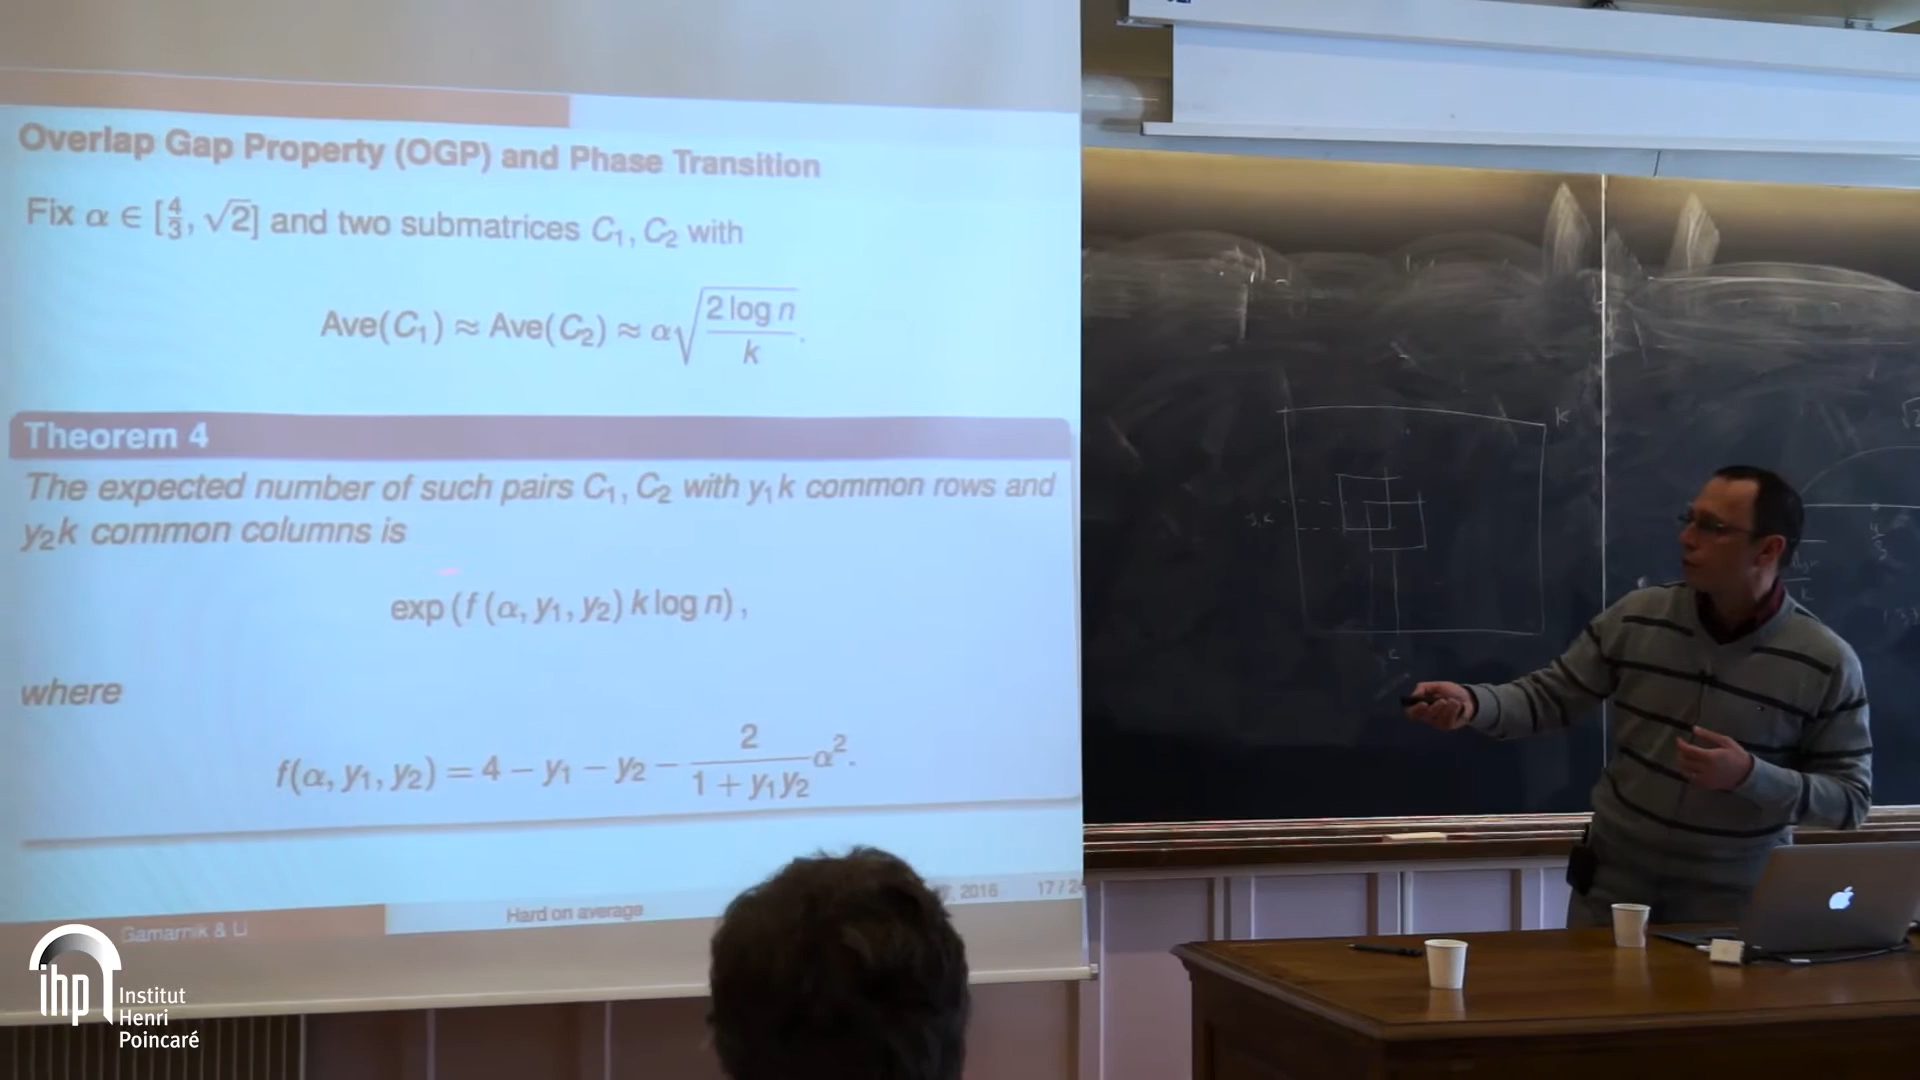 Overlap Gap Property (OGP) and Phase Transition
Fix α ∈ [4/3, √2] and two submatrices C₁, C₂ with
Ave(C₁) ≈ Ave(C₂) ≈ α√(2 log n / k).
Theorem 4
The expected number of such pairs C₁, C₂ with y₁k common rows and
y₂k common columns is
exp (f (α, y₁, y₂) k log n) ,
where
f(α, y₁, y₂) = 4 − y₁ − y₂ − 2/(1 + y₁y₂) α².
Gamarnik & Li
Hard on average
17 / 2
ihp
Institut
Henri
Poincaré